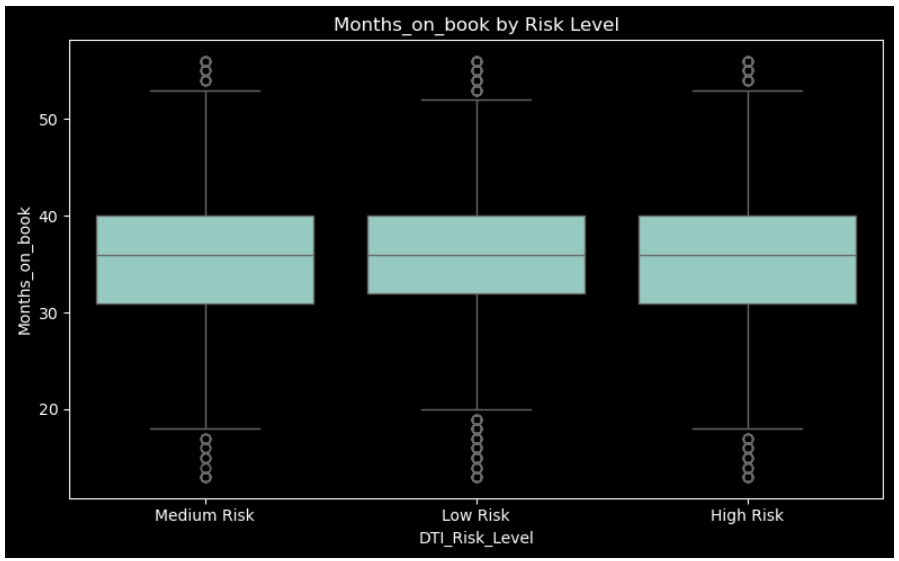 Months_on_book by Risk Level
Months_on_book
50
40
30
20
Medium Risk
Low Risk
High Risk
DTI_Risk_Level